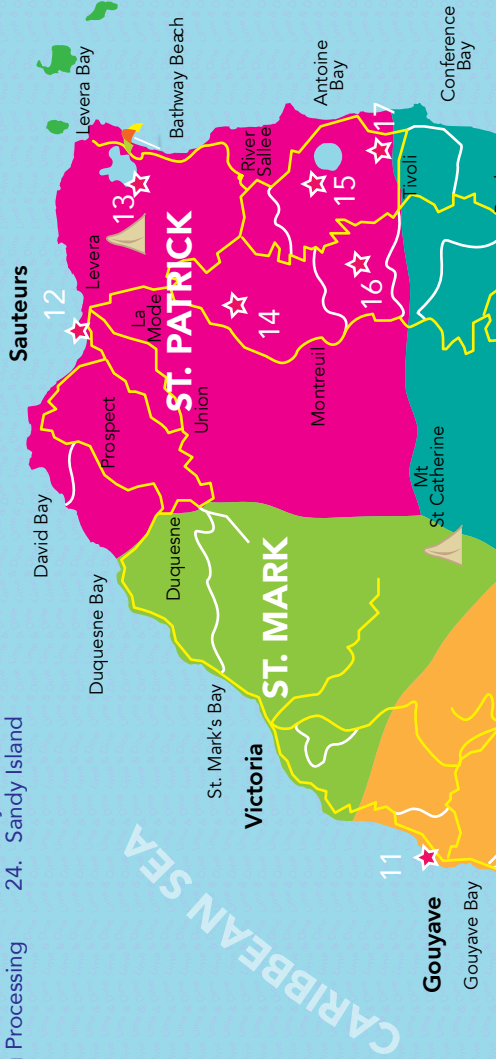 Processing
24. Sandy Island
Levera Bay
Bathway Beach
Antoine
Bay
Conference
Bay
Sauteurs
12
Levera
13
River
Sallee
15
17
Tivoli
La
Mode
ST. PATRICK
14
16
David Bay
Prospect
Union
Montreuil
Duquesne Bay
Duquesne
Mt
St Catherine
St. Mark's Bay
ST. MARK
Victoria
CARIBBEAN SEA
11
Gouyave
Gouyave Bay